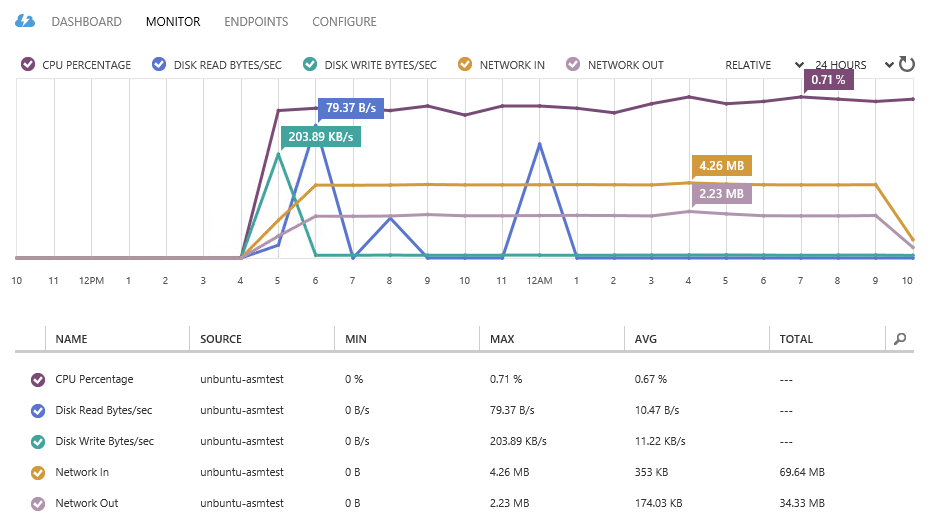 DASHBOARD MONITOR ENDPOINTS CONFIGURE
CPU PERCENTAGE DISK READ BYTES/SEC DISK WRITE BYTES/SEC NETWORK IN NETWORK OUT RELATIVE 24 HOURS
0.71 %
79.37 B/s
203.89 KB/s
4.26 MB
2.23 MB
10 11 12PM 1 2 3 4 5 6 7 8 9 10 11 12AM 1 2 3 4 5 6 7 8 9 10
NAME SOURCE MIN MAX AVG TOTAL
CPU Percentage unbuntu-asmtest 0 % 0.71 % 0.67 % ---
Disk Read Bytes/sec unbuntu-asmtest 0 B/s 79.37 B/s 10.47 B/s ---
Disk Write Bytes/sec unbuntu-asmtest 0 B/s 203.89 KB/s 11.22 KB/s ---
Network In unbuntu-asmtest 0 B 4.26 MB 353 KB 69.64 MB
Network Out unbuntu-asmtest 0 B 2.23 MB 174.03 KB 34.33 MB